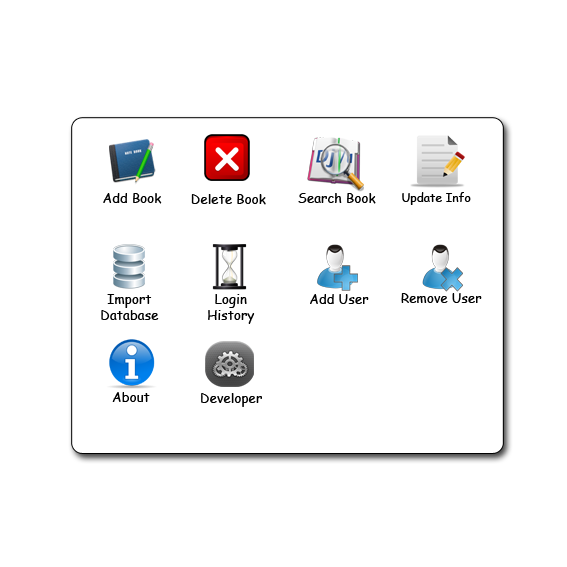 Add Book
Delete Book
Search Book
Update Info
Import
Database
Login
History
Add User
Remove User
About
Developer